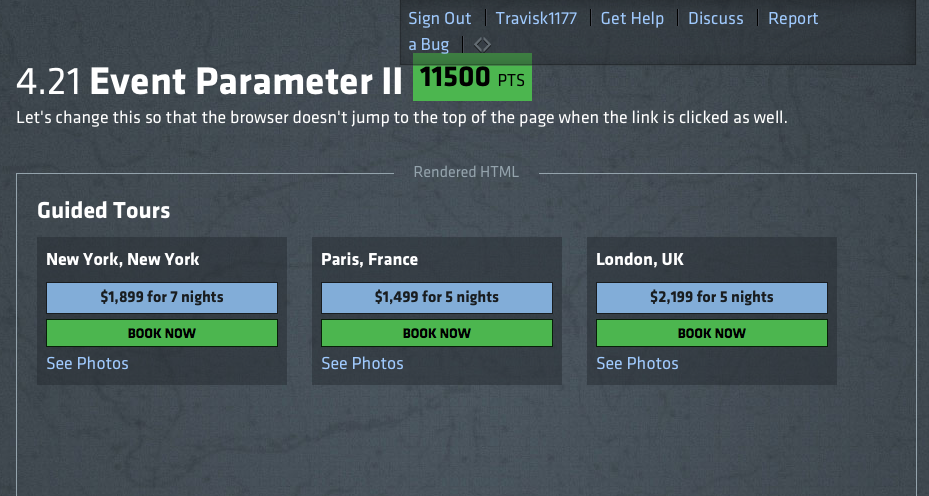 Sign Out Travisk1177 Get Help Discuss Report
a Bug
4.21 Event Parameter II 11500 PTS
Let's change this so that the browser doesn't jump to the top of the page when the link is clicked as well.
Rendered HTML
Guided Tours
New York, New York Paris, France London, UK
$1,899 for 7 nights $1,499 for 5 nights $2,199 for 5 nights
BOOK NOW BOOK NOW BOOK NOW
See Photos See Photos See Photos